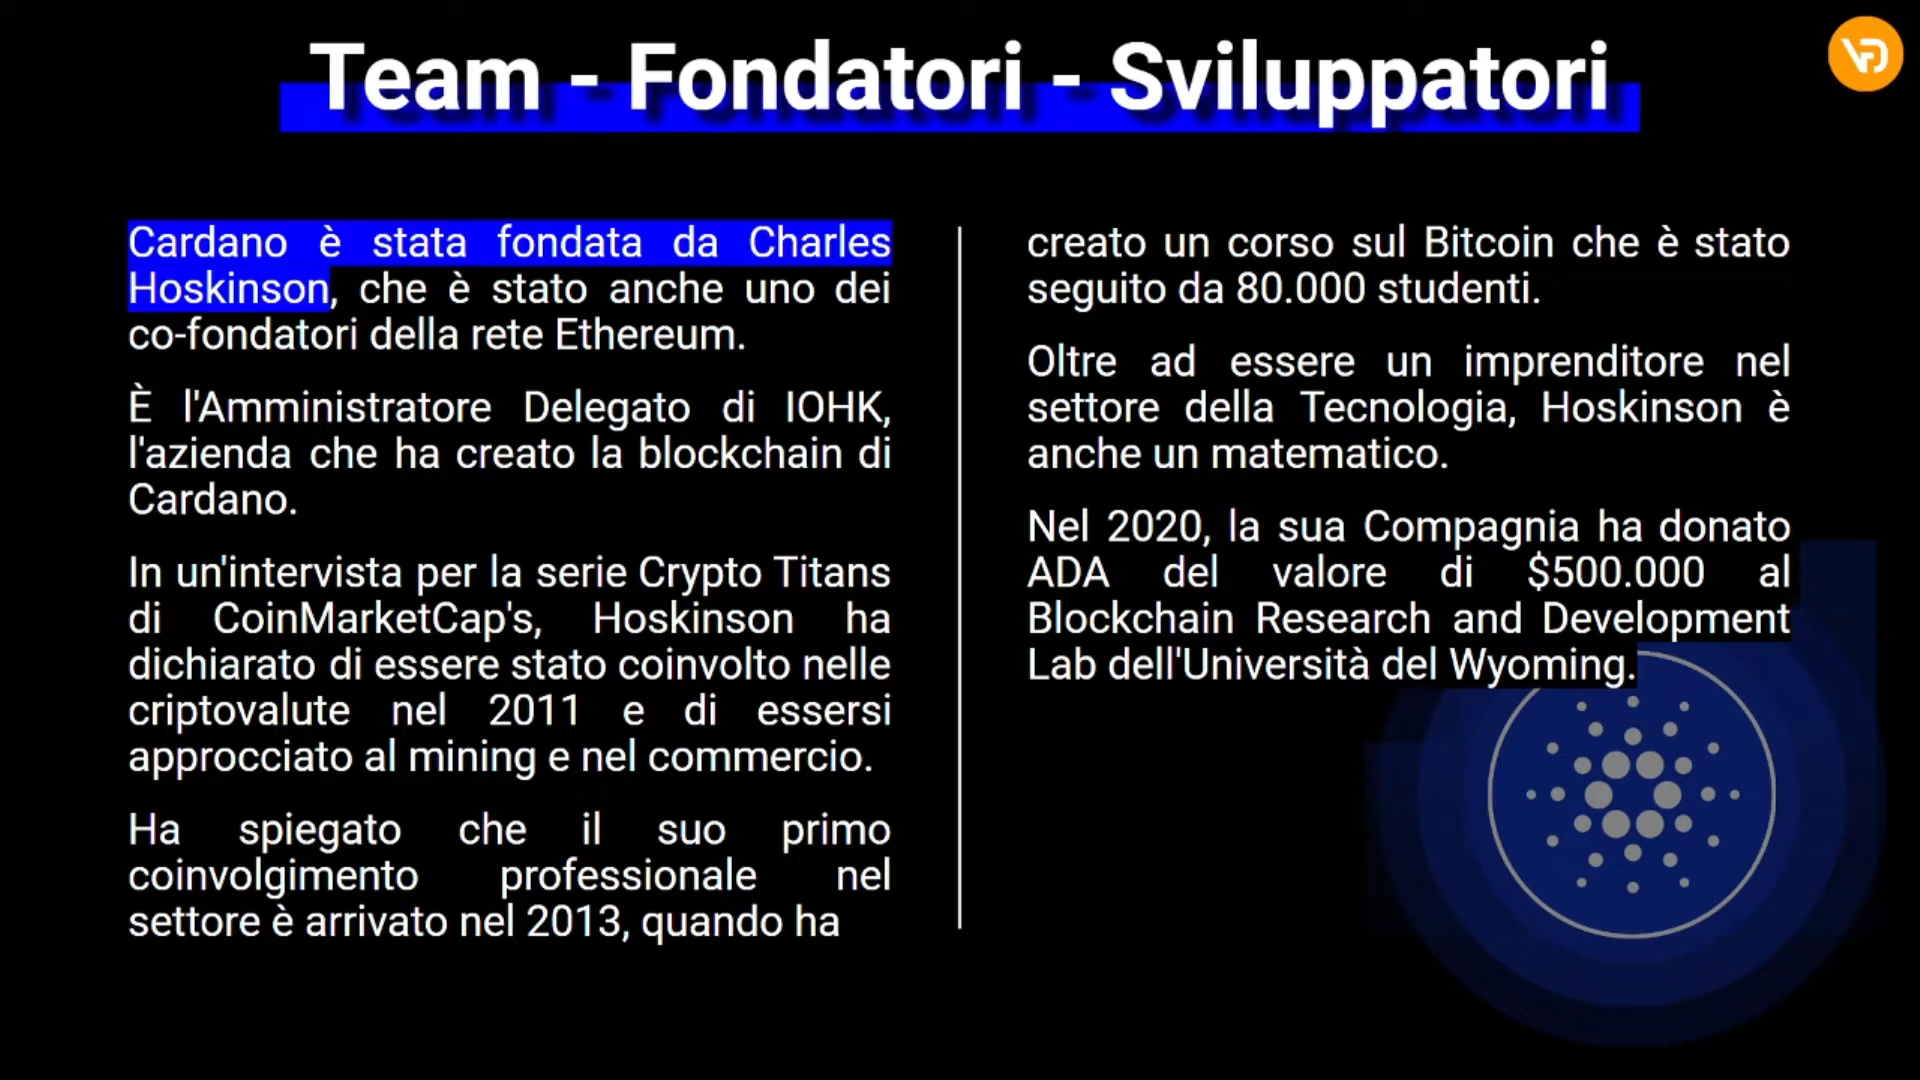 Team - Fondatori - Sviluppatori
Cardano è stata fondata da Charles
Hoskinson, che è stato anche uno dei
co-fondatori della rete Ethereum.
È l'Amministratore Delegato di IOHK,
l'azienda che ha creato la blockchain di
Cardano.
In un'intervista per la serie Crypto Titans
di CoinMarketCap's, Hoskinson ha
dichiarato di essere stato coinvolto nelle
criptovalute nel 2011 e di essersi
approcciato al mining e nel commercio.
Ha spiegato che il suo primo
coinvolgimento professionale nel
settore è arrivato nel 2013, quando ha
creato un corso sul Bitcoin che è stato
seguito da 80.000 studenti.
Oltre ad essere un imprenditore nel
settore della Tecnologia, Hoskinson è
anche un matematico.
Nel 2020, la sua Compagnia ha donato
ADA del valore di $500.000 al
Blockchain Research and Development
Lab dell'Università del Wyoming.